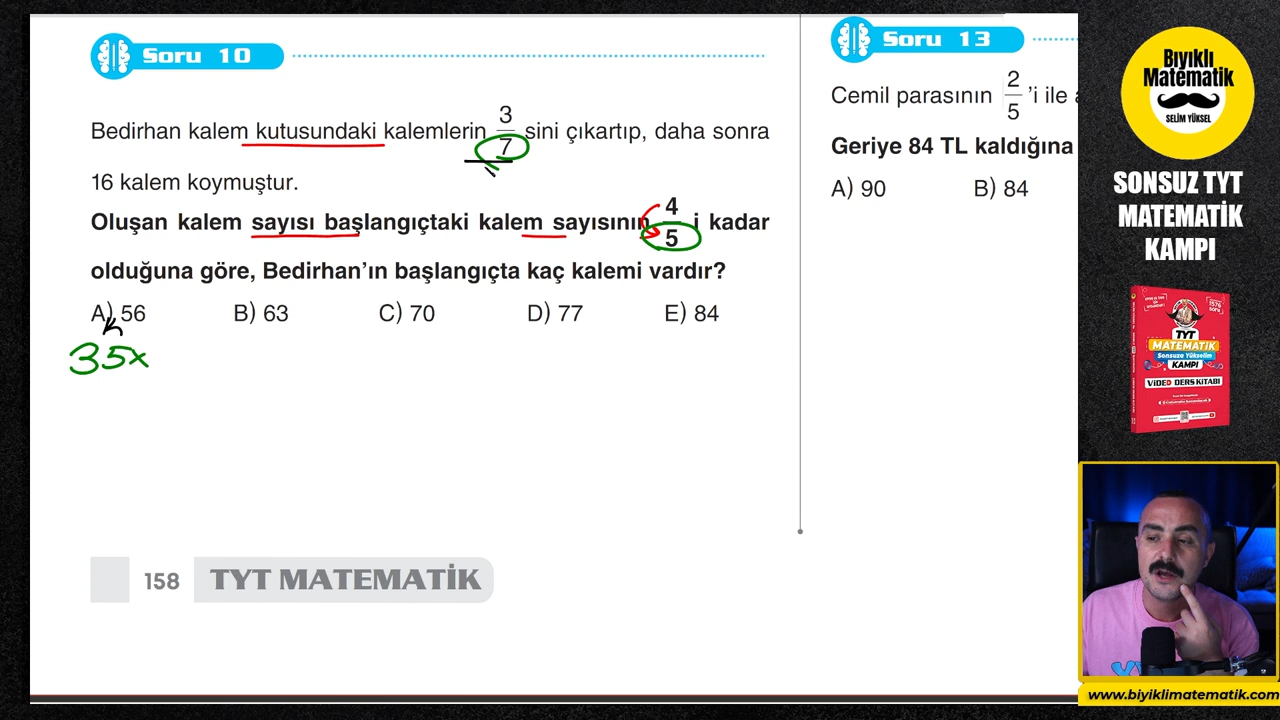 Soru 10
Bedirhan kalem kutusundaki kalemlerin 3/7 sini çıkartıp, daha sonra
16 kalem koymuştur.
Oluşan kalem sayısı başlangıçtaki kalem sayısının 4/5 i kadar
olduğuna göre, Bedirhan’ın başlangıçta kaç kalemi vardır?
A) 56 B) 63 C) 70 D) 77 E) 84
35x
158 TYT MATEMATİK
Soru 13
Cemil parasının 2/5 'i ile a
Geriye 84 TL kaldığına
A) 90 B) 84
Bıyıklı
Matematik
SELİM YÜKSEL
SONSUZ TYT
MATEMATİK
KAMPI
TYT
MATEMATİK
Sonsuza Yükselim
KAMPI
VİDEO DERS KİTABI
www.biyiklimatematik.com